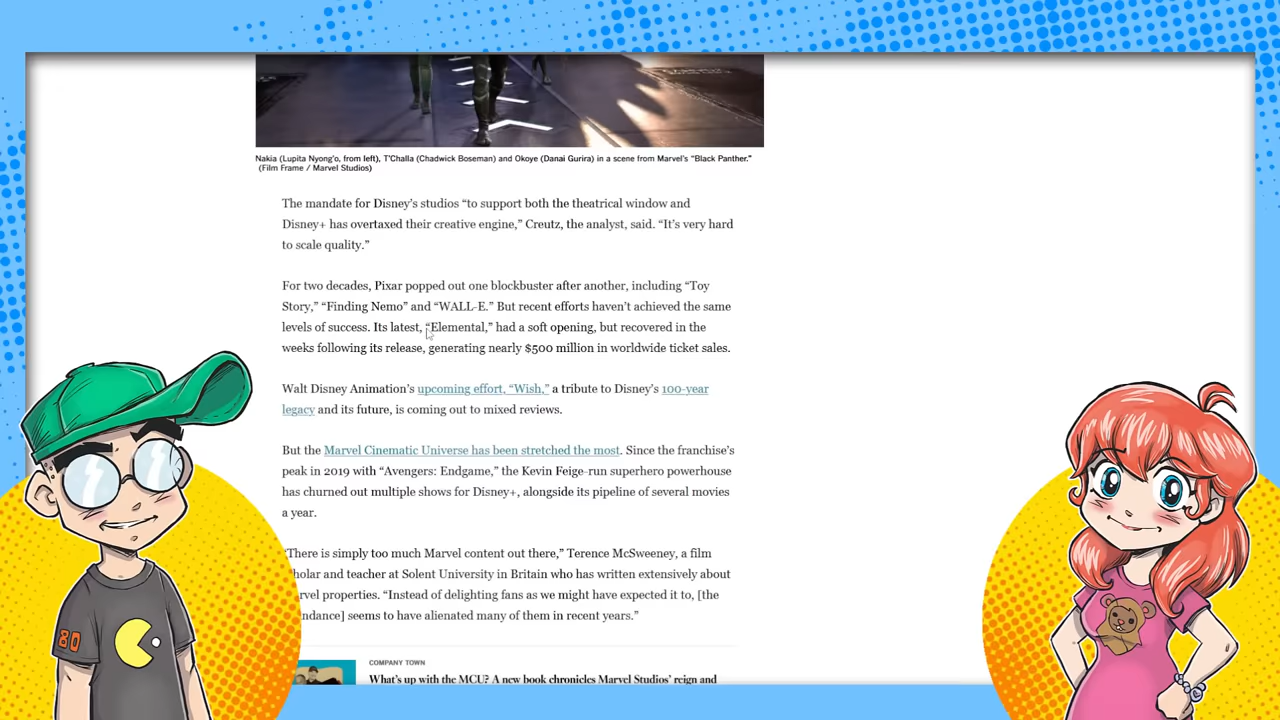 Nakia (Lupita Nyong'o, from left), T'Challa (Chadwick Boseman) and Okoye (Danai Gurira) in a scene from Marvel's "Black Panther."
(Film Frame / Marvel Studios)
The mandate for Disney's studios "to support both the theatrical window and
Disney+ has overtaxed their creative engine," Creutz, the analyst, said. "It's very hard
to scale quality."
For two decades, Pixar popped out one blockbuster after another, including "Toy
Story," "Finding Nemo" and "WALL-E." But recent efforts haven't achieved the same
levels of success. Its latest, "Elemental," had a soft opening, but recovered in the
weeks following its release, generating nearly $500 million in worldwide ticket sales.
Walt Disney Animation's upcoming effort, "Wish," a tribute to Disney's 100-year
legacy and its future, is coming out to mixed reviews.
But the Marvel Cinematic Universe has been stretched the most. Since the franchise's
peak in 2019 with "Avengers: Endgame," the Kevin Feige-run superhero powerhouse
has churned out multiple shows for Disney+, alongside its pipeline of several movies
a year.
"There is simply too much Marvel content out there," Terence McSweeney, a film
holar and teacher at Solent University in Britain who has written extensively about
rvel properties. "Instead of delighting fans as we might have expected it to, [the
ndance] seems to have alienated many of them in recent years."
COMPANY TOWN
What's up with the MCU? A new book chronicles Marvel Studios' reign and
80